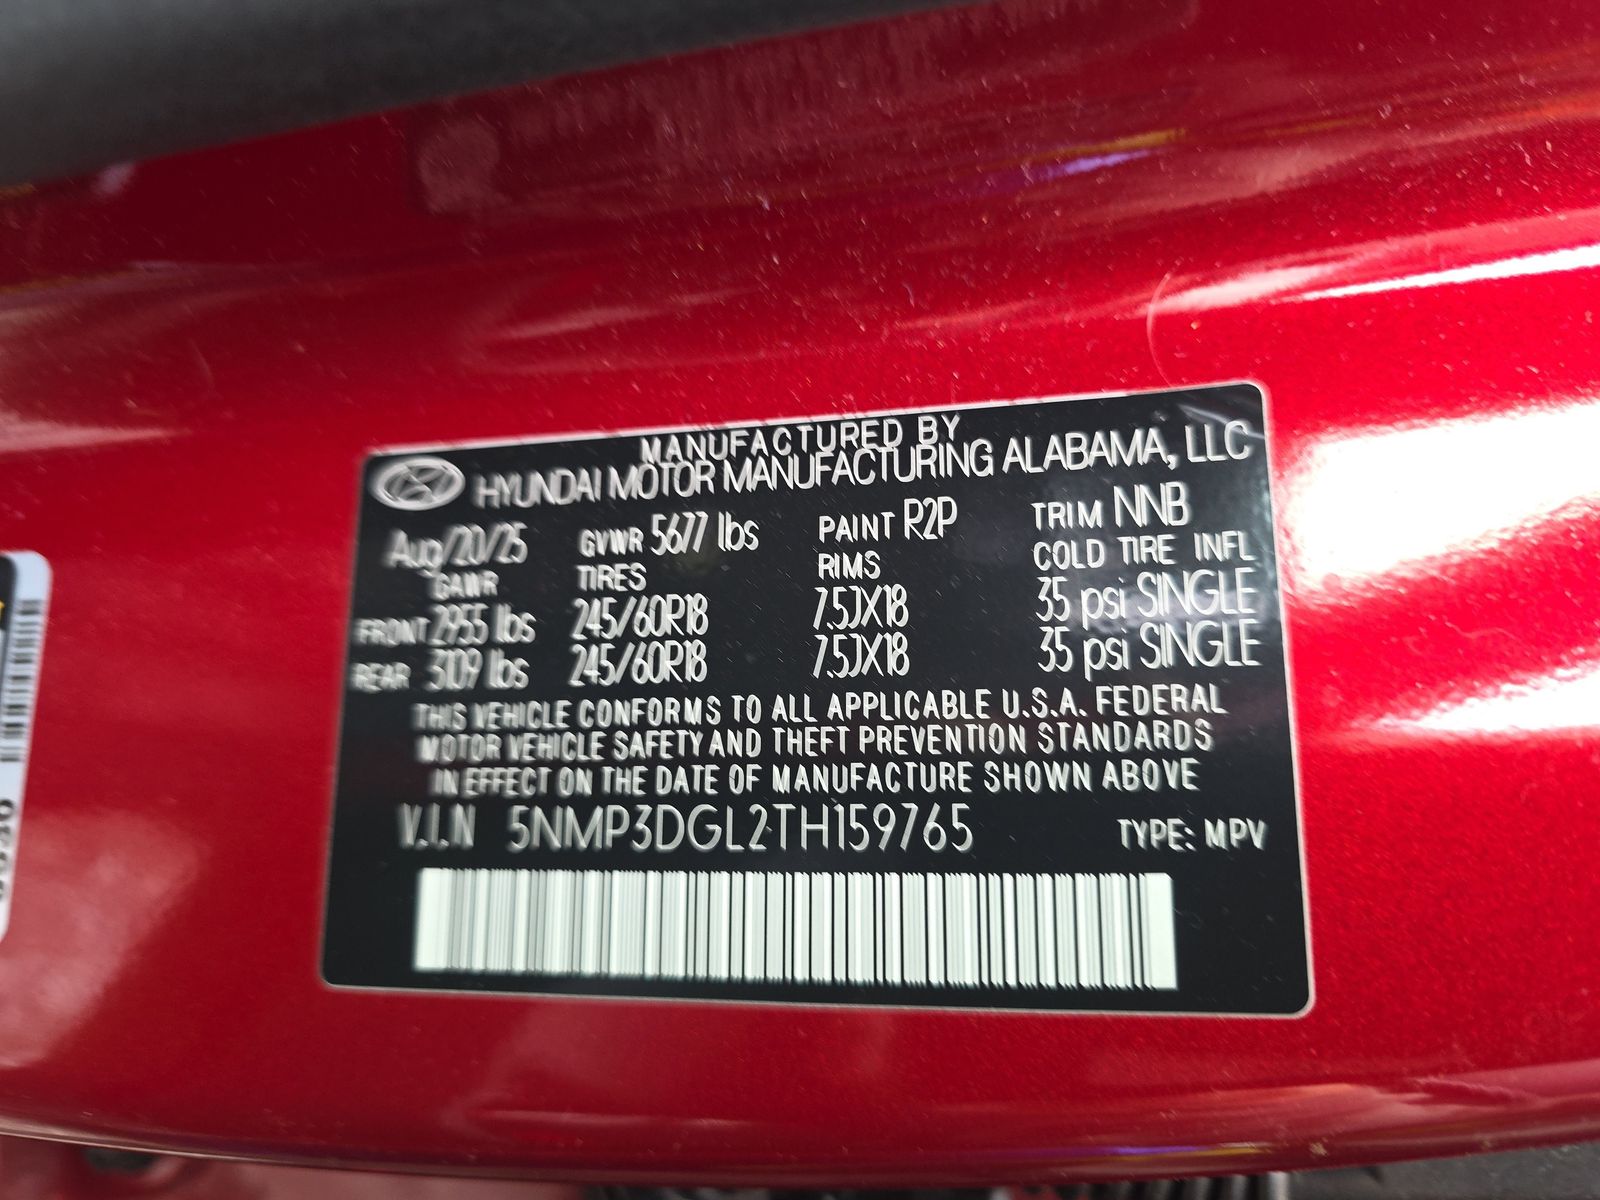 MANUFACTURED BY
HYUNDAI MOTOR MANUFACTURING ALABAMA, LLC
Aug/20/25 GVWR 5677 lbs PAINT R2P TRIM NNB
GAWR TIRES RIMS COLD TIRE INFL
FRONT 2955 lbs 245/60R18 7.5JX18 35 psi SINGLE
REAR 3109 lbs 245/60R18 7.5JX18 35 psi SINGLE
THIS VEHICLE CONFORMS TO ALL APPLICABLE U.S.A. FEDERAL
MOTOR VEHICLE SAFETY AND THEFT PREVENTION STANDARDS
IN EFFECT ON THE DATE OF MANUFACTURE SHOWN ABOVE
V.I.N 5NMP3DGL2TH159765 TYPE: MPV